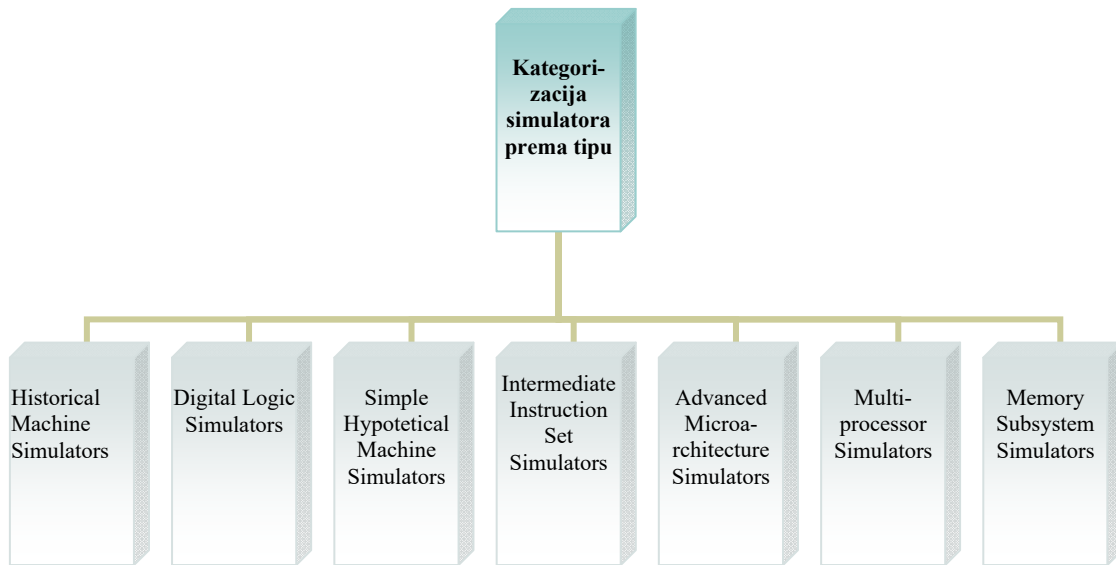 Kategori-
zacija
simulatora
prema tipu
Historical
Machine
Simulators
Digital Logic
Simulators
Simple
Hypotetical
Machine
Simulators
Intermediate
Instruction
Set
Simulators
Advanced
Microa-
rchitecture
Simulators
Multi-
processor
Simulators
Memory
Subsystem
Simulators